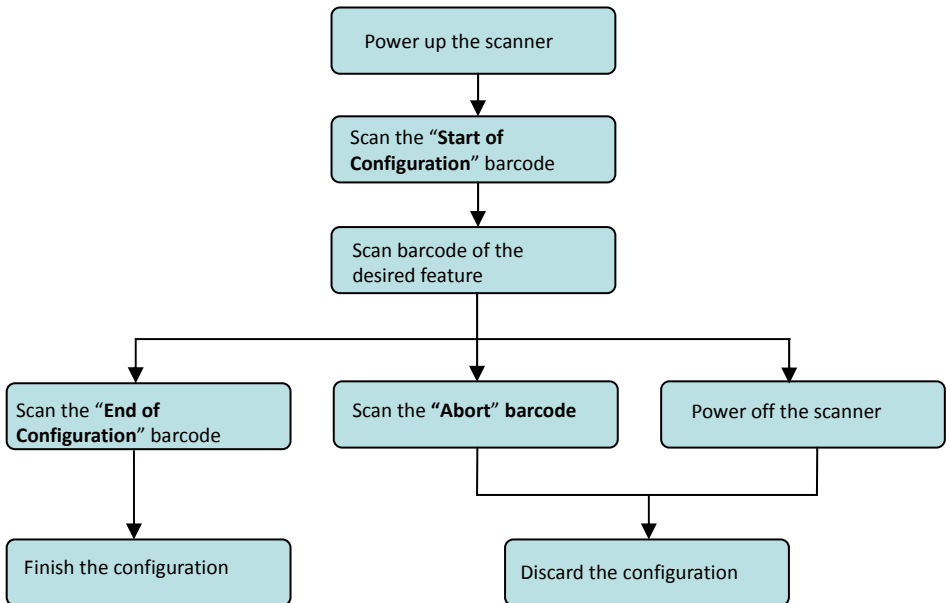 Power up the scanner
Scan the “Start of
Configuration” barcode
Scan barcode of the
desired feature
Scan the “End of
Configuration” barcode
Scan the “Abort” barcode
Power off the scanner
Finish the configuration
Discard the configuration